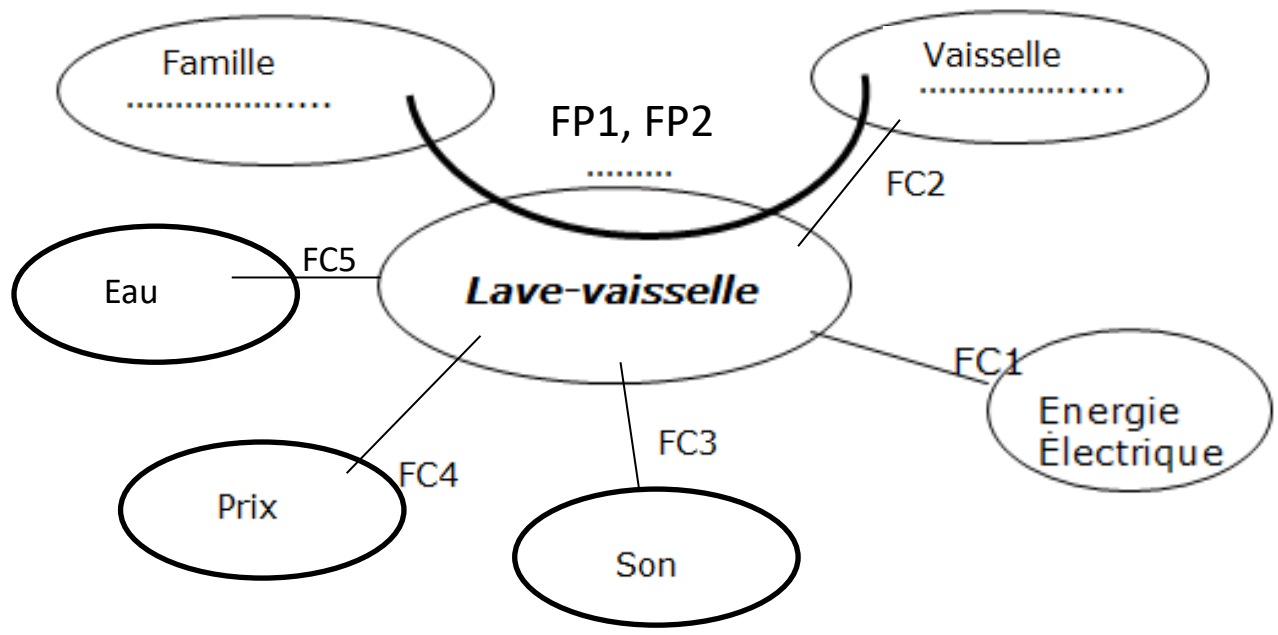 Famille
....................
Vaisselle
....................
FP1, FP2
.........
FC2
FC5
Eau
Lave-vaisselle
FC1
Energie
Électrique
FC3
FC4
Prix
Son